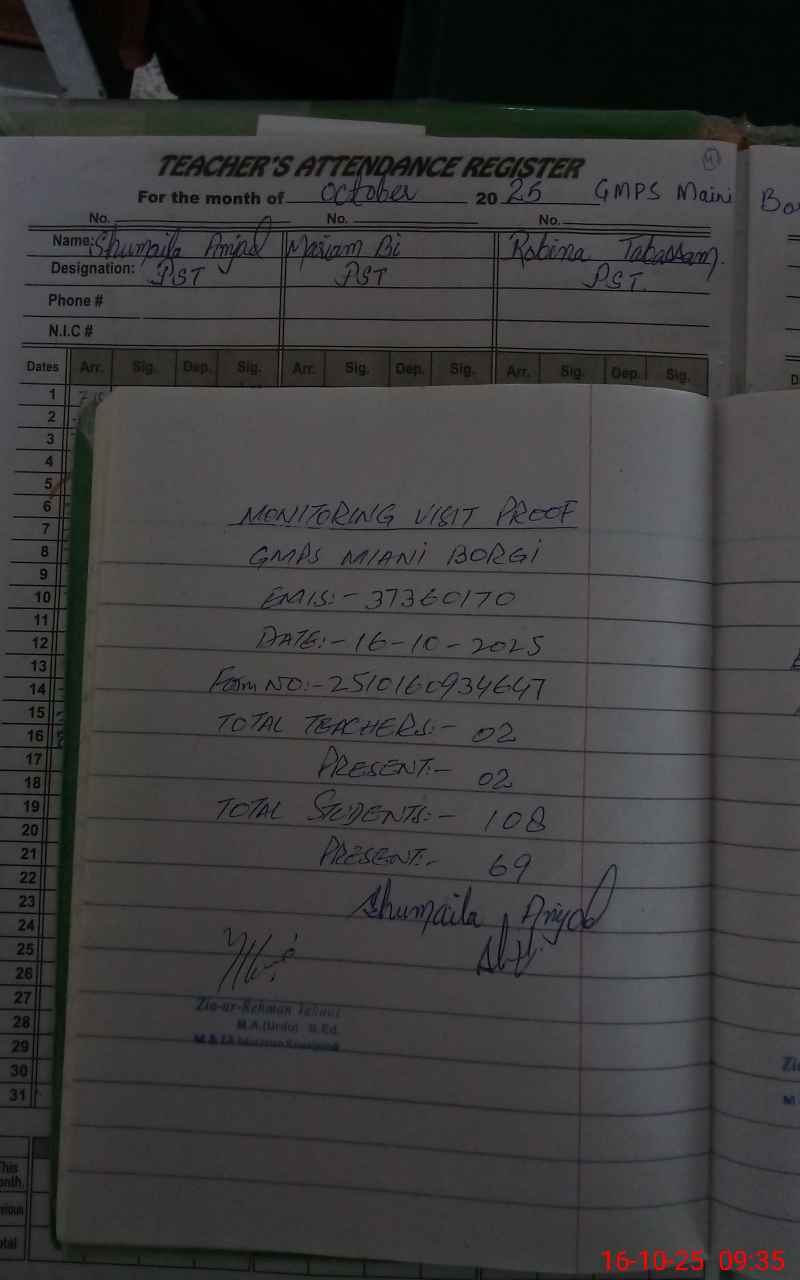 TEACHER'S ATTENDANCE REGISTER
For the month of October 2025 GMPS Maini Bo
No. No. No.
Name: Shumaila Amjad Mariam Bi Robina Tabassam.
Designation: PST PST PST.
Phone #
N.I.C #
Dates Arr. Sig. Dep. Sig. Arr. Sig. Dep. Sig. Arr. Sig. Dep. Sig.
1
2
3
4
5
6
7
8
9
10
11
12
13
14
15
16
17
18
19
20
21
22
23
24
25
26
27
28
29
30
31
MONITORING VISIT PROOF
GMPS MIANI BORGI
EMIS:- 37360170
DATE:- 16-10-2025
Form NO:- 2510160934647
TOTAL TEACHERS:- 02
PRESENT:- 02
TOTAL STUDENTS:- 108
PRESENT:- 69
Shumaila Amjad
Zia-ur-Rehman
M.A.(Urdu) B.Ed.
16-10-25 09:35